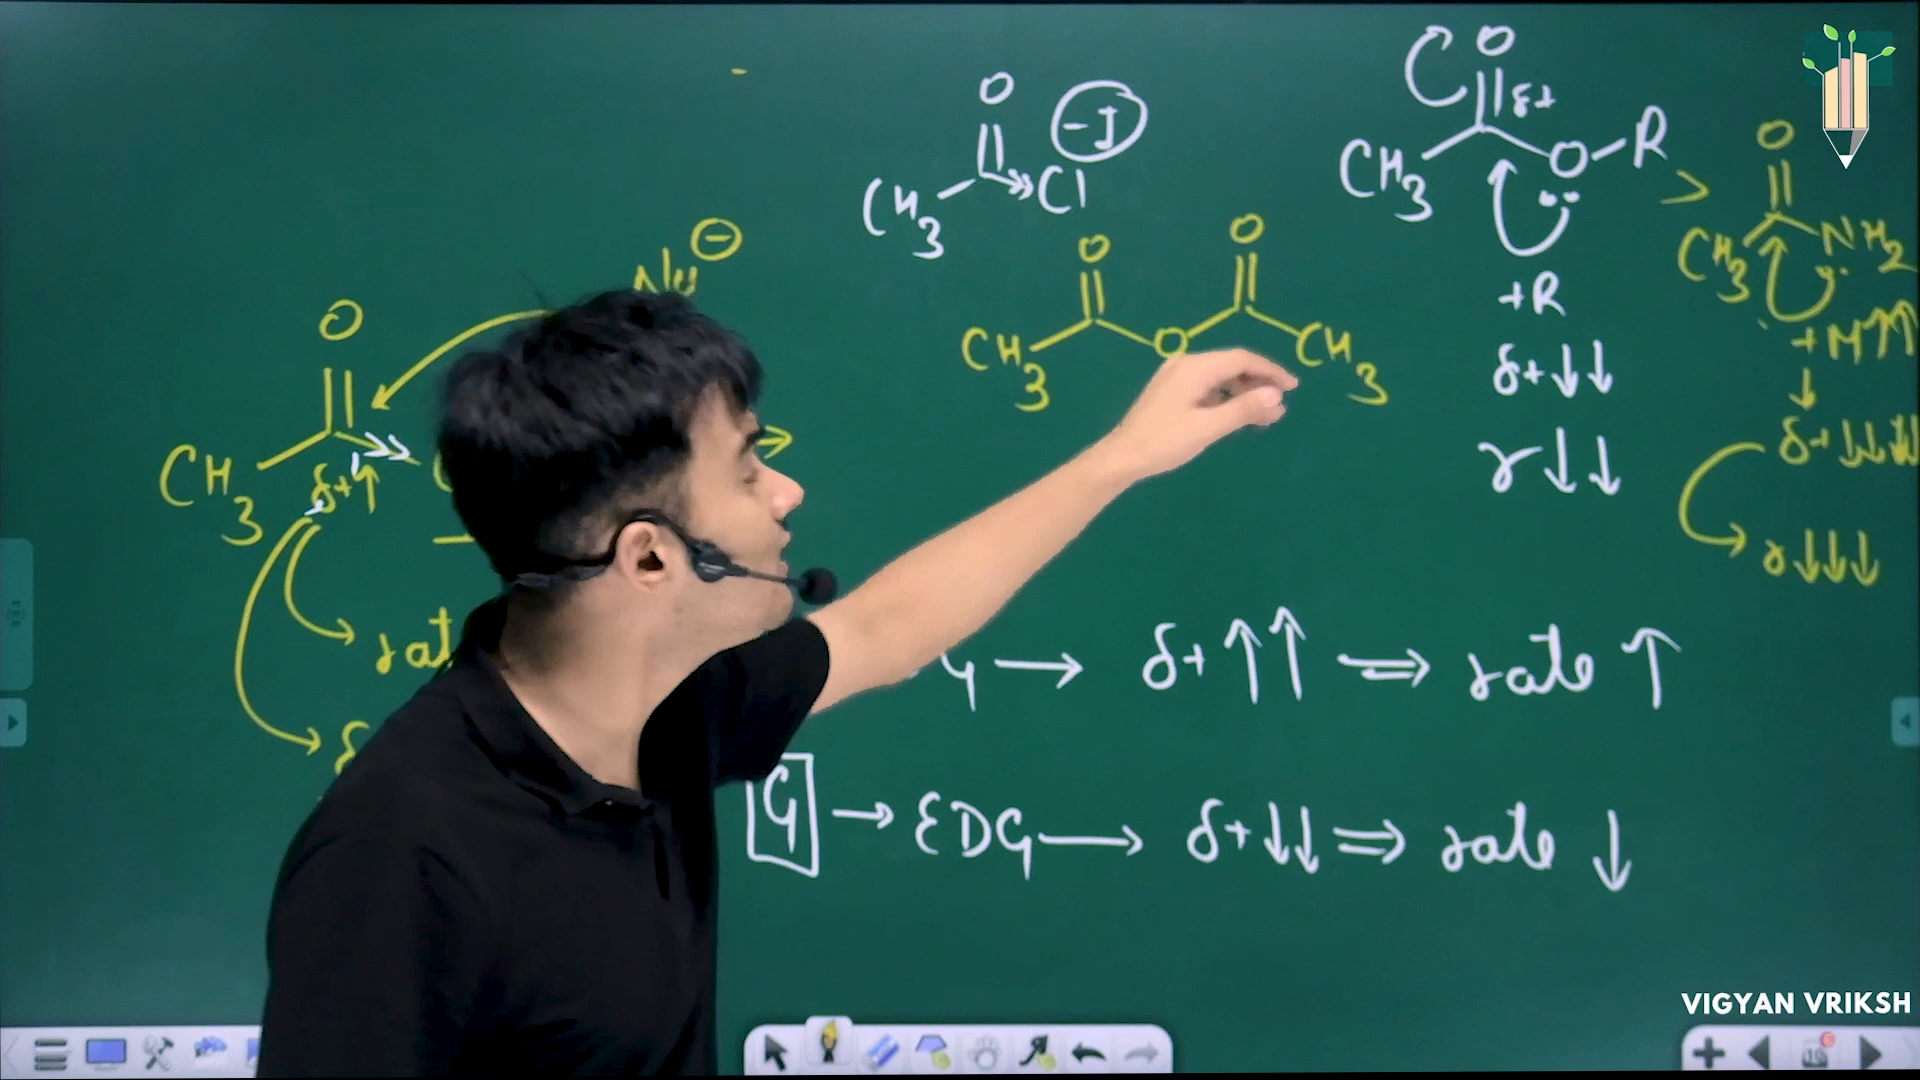 O
CH3
Cl
-I
O
δ+
CH3
O-R
+R
δ+↓↓
r↓↓
>
O
CH3
NH2
+M↑↑
↓
δ+↓↓↓
r↓↓↓
Nu⊖
O
CH3
δ+↑
O O
CH3 O CH3
→ δ+↑↑ ⇒ rate ↑
G → EDG → δ+↓↓ ⇒ rate ↓
VIGYAN VRIKSH